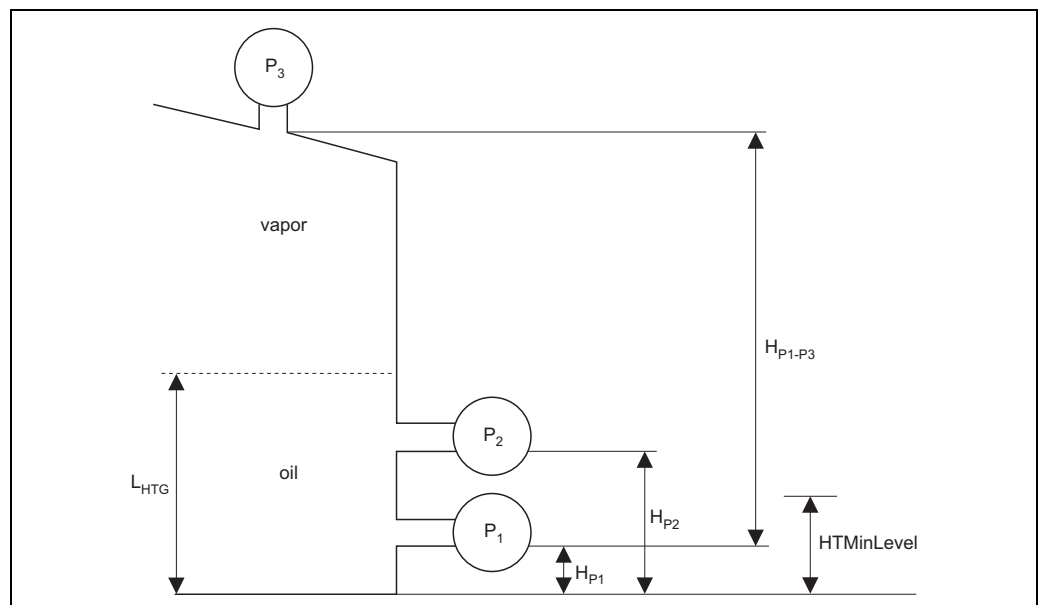 P3
vapor
HP1-P3
P2
oil
LHTG
P1
HP2
HTMinLevel
HP1